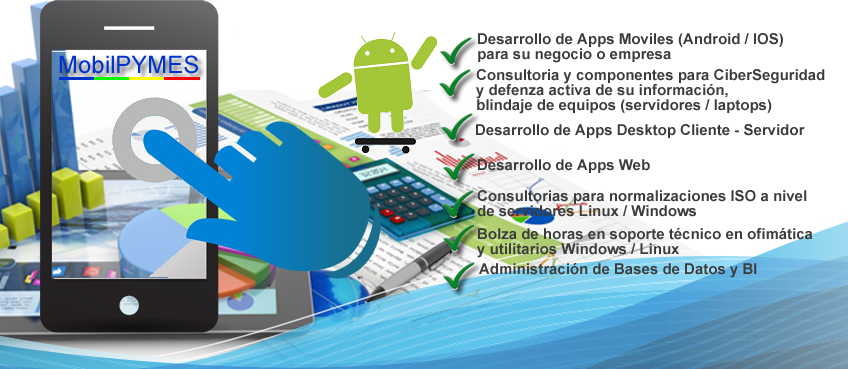 MobilPYMES
Desarrollo de Apps Moviles (Android / IOS)
para su negocio o empresa
Consultoria y componentes para CiberSeguridad
y defenza activa de su información,
blindaje de equipos (servidores / laptops)
Desarrollo de Apps Desktop Cliente - Servidor
Desarrollo de Apps Web
Consultorias para normalizaciones ISO a nivel
de servidores Linux / Windows
Bolza de horas en soporte técnico en ofimática
y utilitarios Windows / Linux
Administración de Bases de Datos y BI